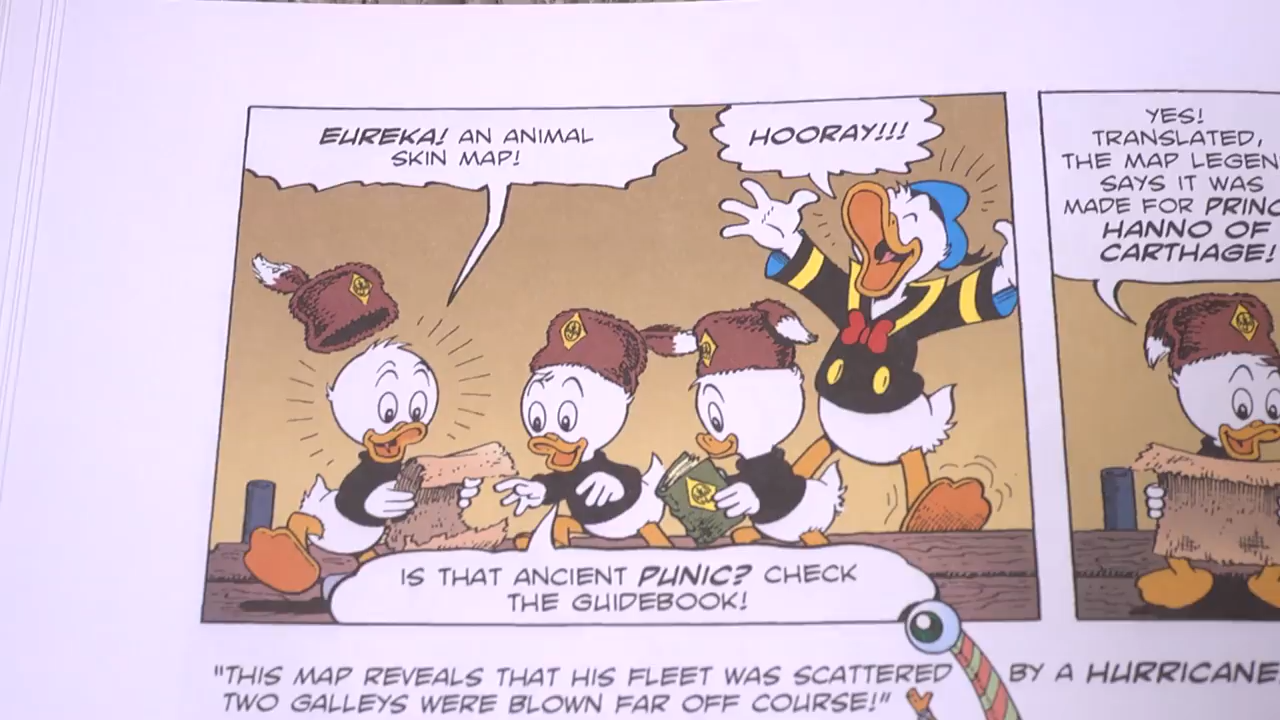 EUREKA! AN ANIMAL
SKIN MAP!
HOORAY!!!
IS THAT ANCIENT PUNIC? CHECK
THE GUIDEBOOK!
YES!
TRANSLATED,
THE MAP
SAYS IT WAS
MADE FOR
HANNO OF
CARTHAGE!
"THIS MAP REVEALS THAT HIS FLEET WAS SCATTERED BY A HURRICANE
TWO GALLEYS WERE BLOWN FAR OFF COURSE!"